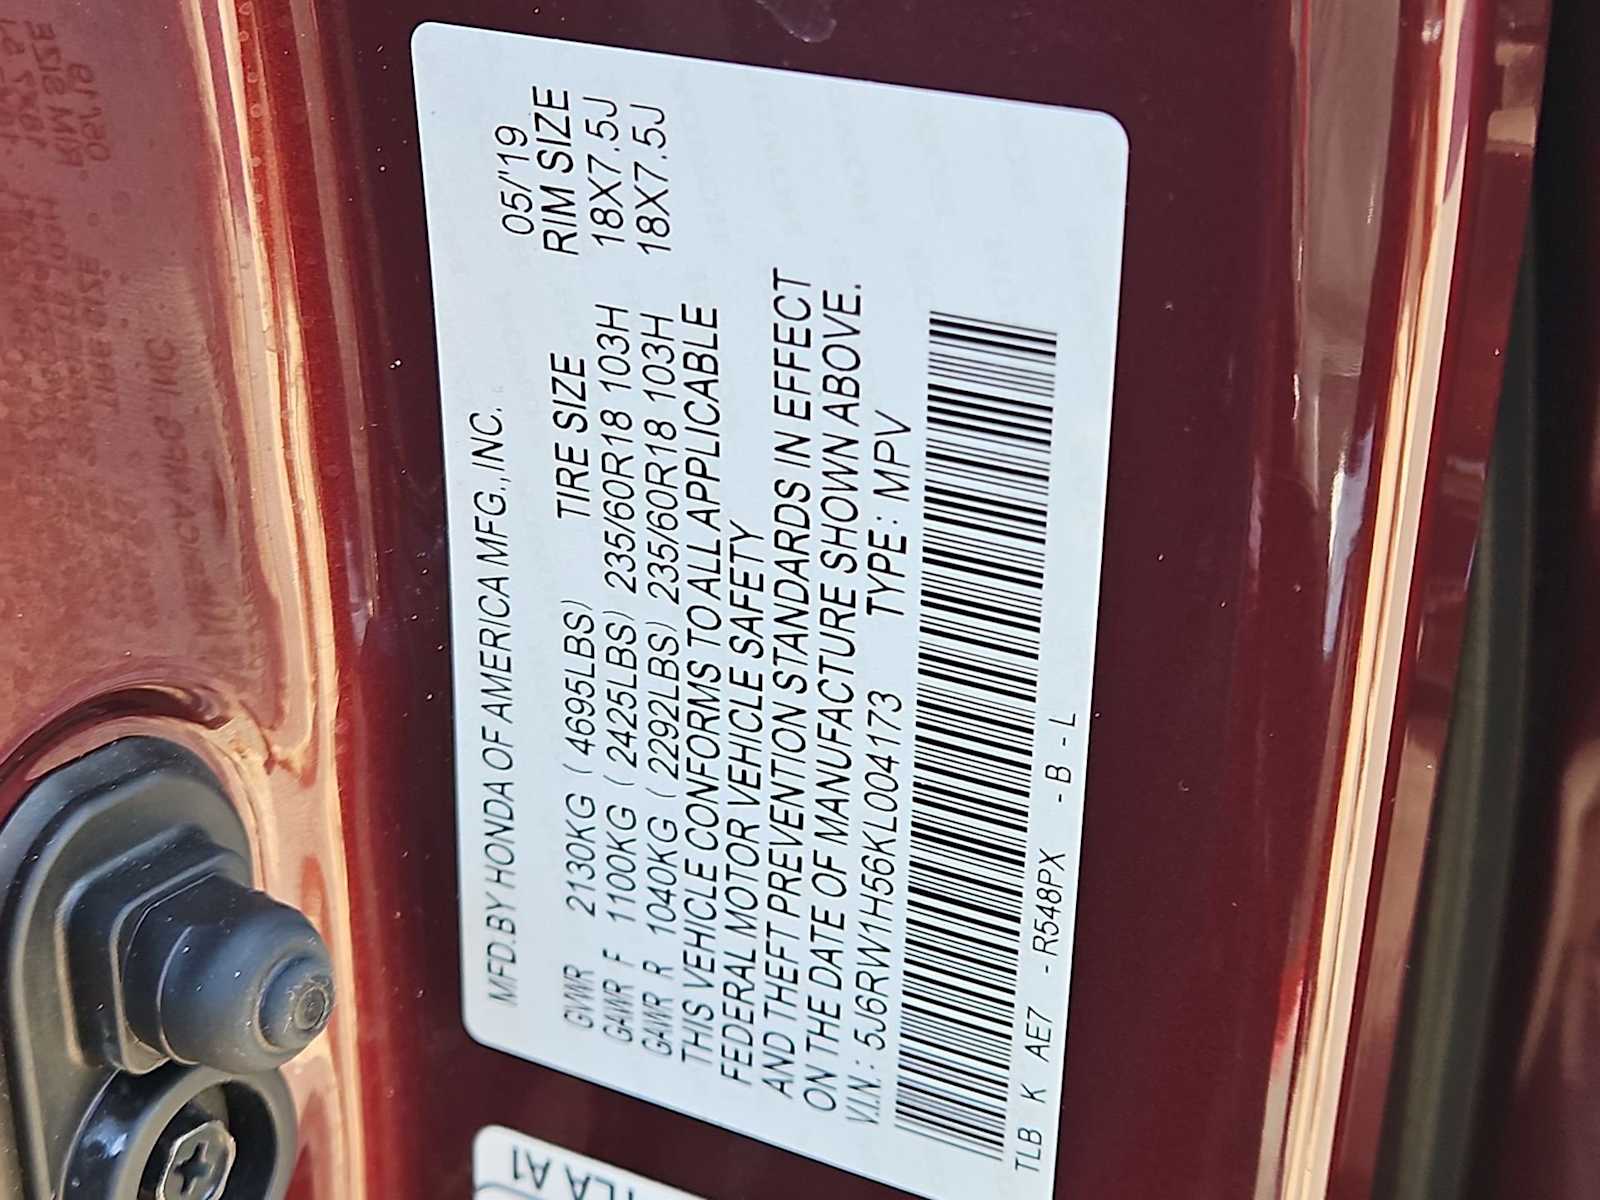 MFD.BY HONDA OF AMERICA MFG., INC. 05/'19
TIRE SIZE RIM SIZE
GVWR 2130KG ( 4695LBS)
GAWR F 1100KG ( 2425LBS) 235/60R18 103H 18X7.5J
GAWR R 1040KG ( 2292LBS) 235/60R18 103H 18X7.5J
THIS VEHICLE CONFORMS TO ALL APPLICABLE
FEDERAL MOTOR VEHICLE SAFETY
AND THEFT PREVENTION STANDARDS IN EFFECT
ON THE DATE OF MANUFACTURE SHOWN ABOVE.
V.I.N.: 5J6RW1H56KL004173 TYPE: MPV
TLB K AE7 - R548PX - B - L
TLA A1